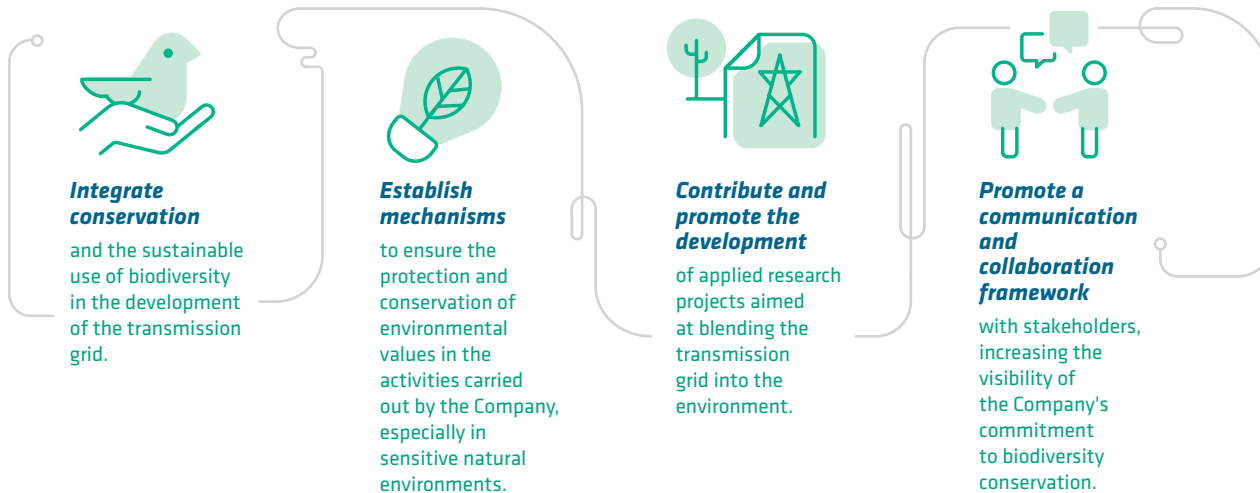 Integrate
conservation
and the sustainable
use of biodiversity
in the development
of the transmission
grid.
Establish
mechanisms
to ensure the
protection and
conservation of
environmental
values in the
activities carried
out by the Company,
especially in
sensitive natural
environments.
Contribute and
promote the
development
of applied research
projects aimed
at blending the
transmission
grid into the
environment.
Promote a
communication
and
collaboration
framework
with stakeholders,
increasing the
visibility of
the Company's
commitment
to biodiversity
conservation.